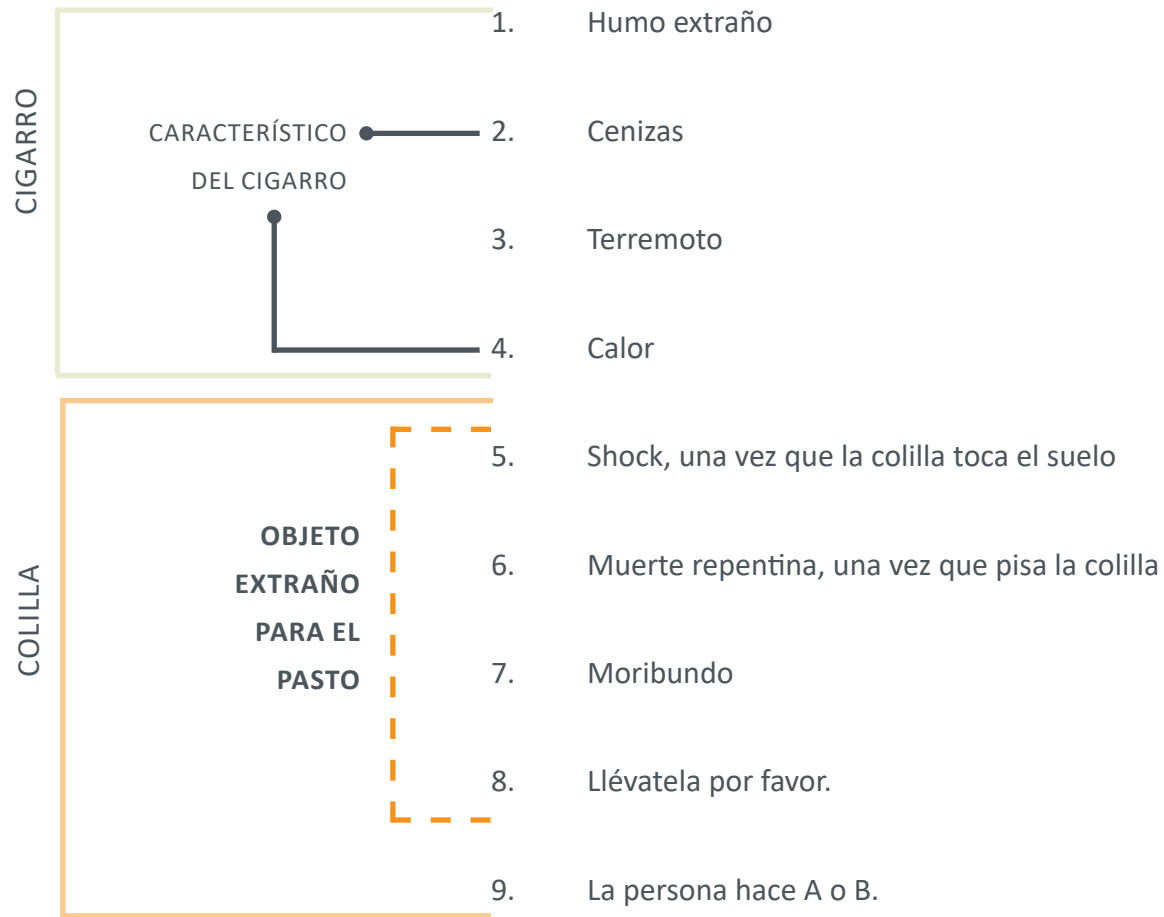 CIGARRO
1. Humo extraño
CARACTERÍSTICO
DEL CIGARRO
2. Cenizas
3. Terremoto
4. Calor
COLILLA
OBJETO
EXTRAÑO
PARA EL
PASTO
5. Shock, una vez que la colilla toca el suelo
6. Muerte repentina, una vez que pisa la colilla
7. Moribundo
8. Llévatela por favor.
9. La persona hace A o B.